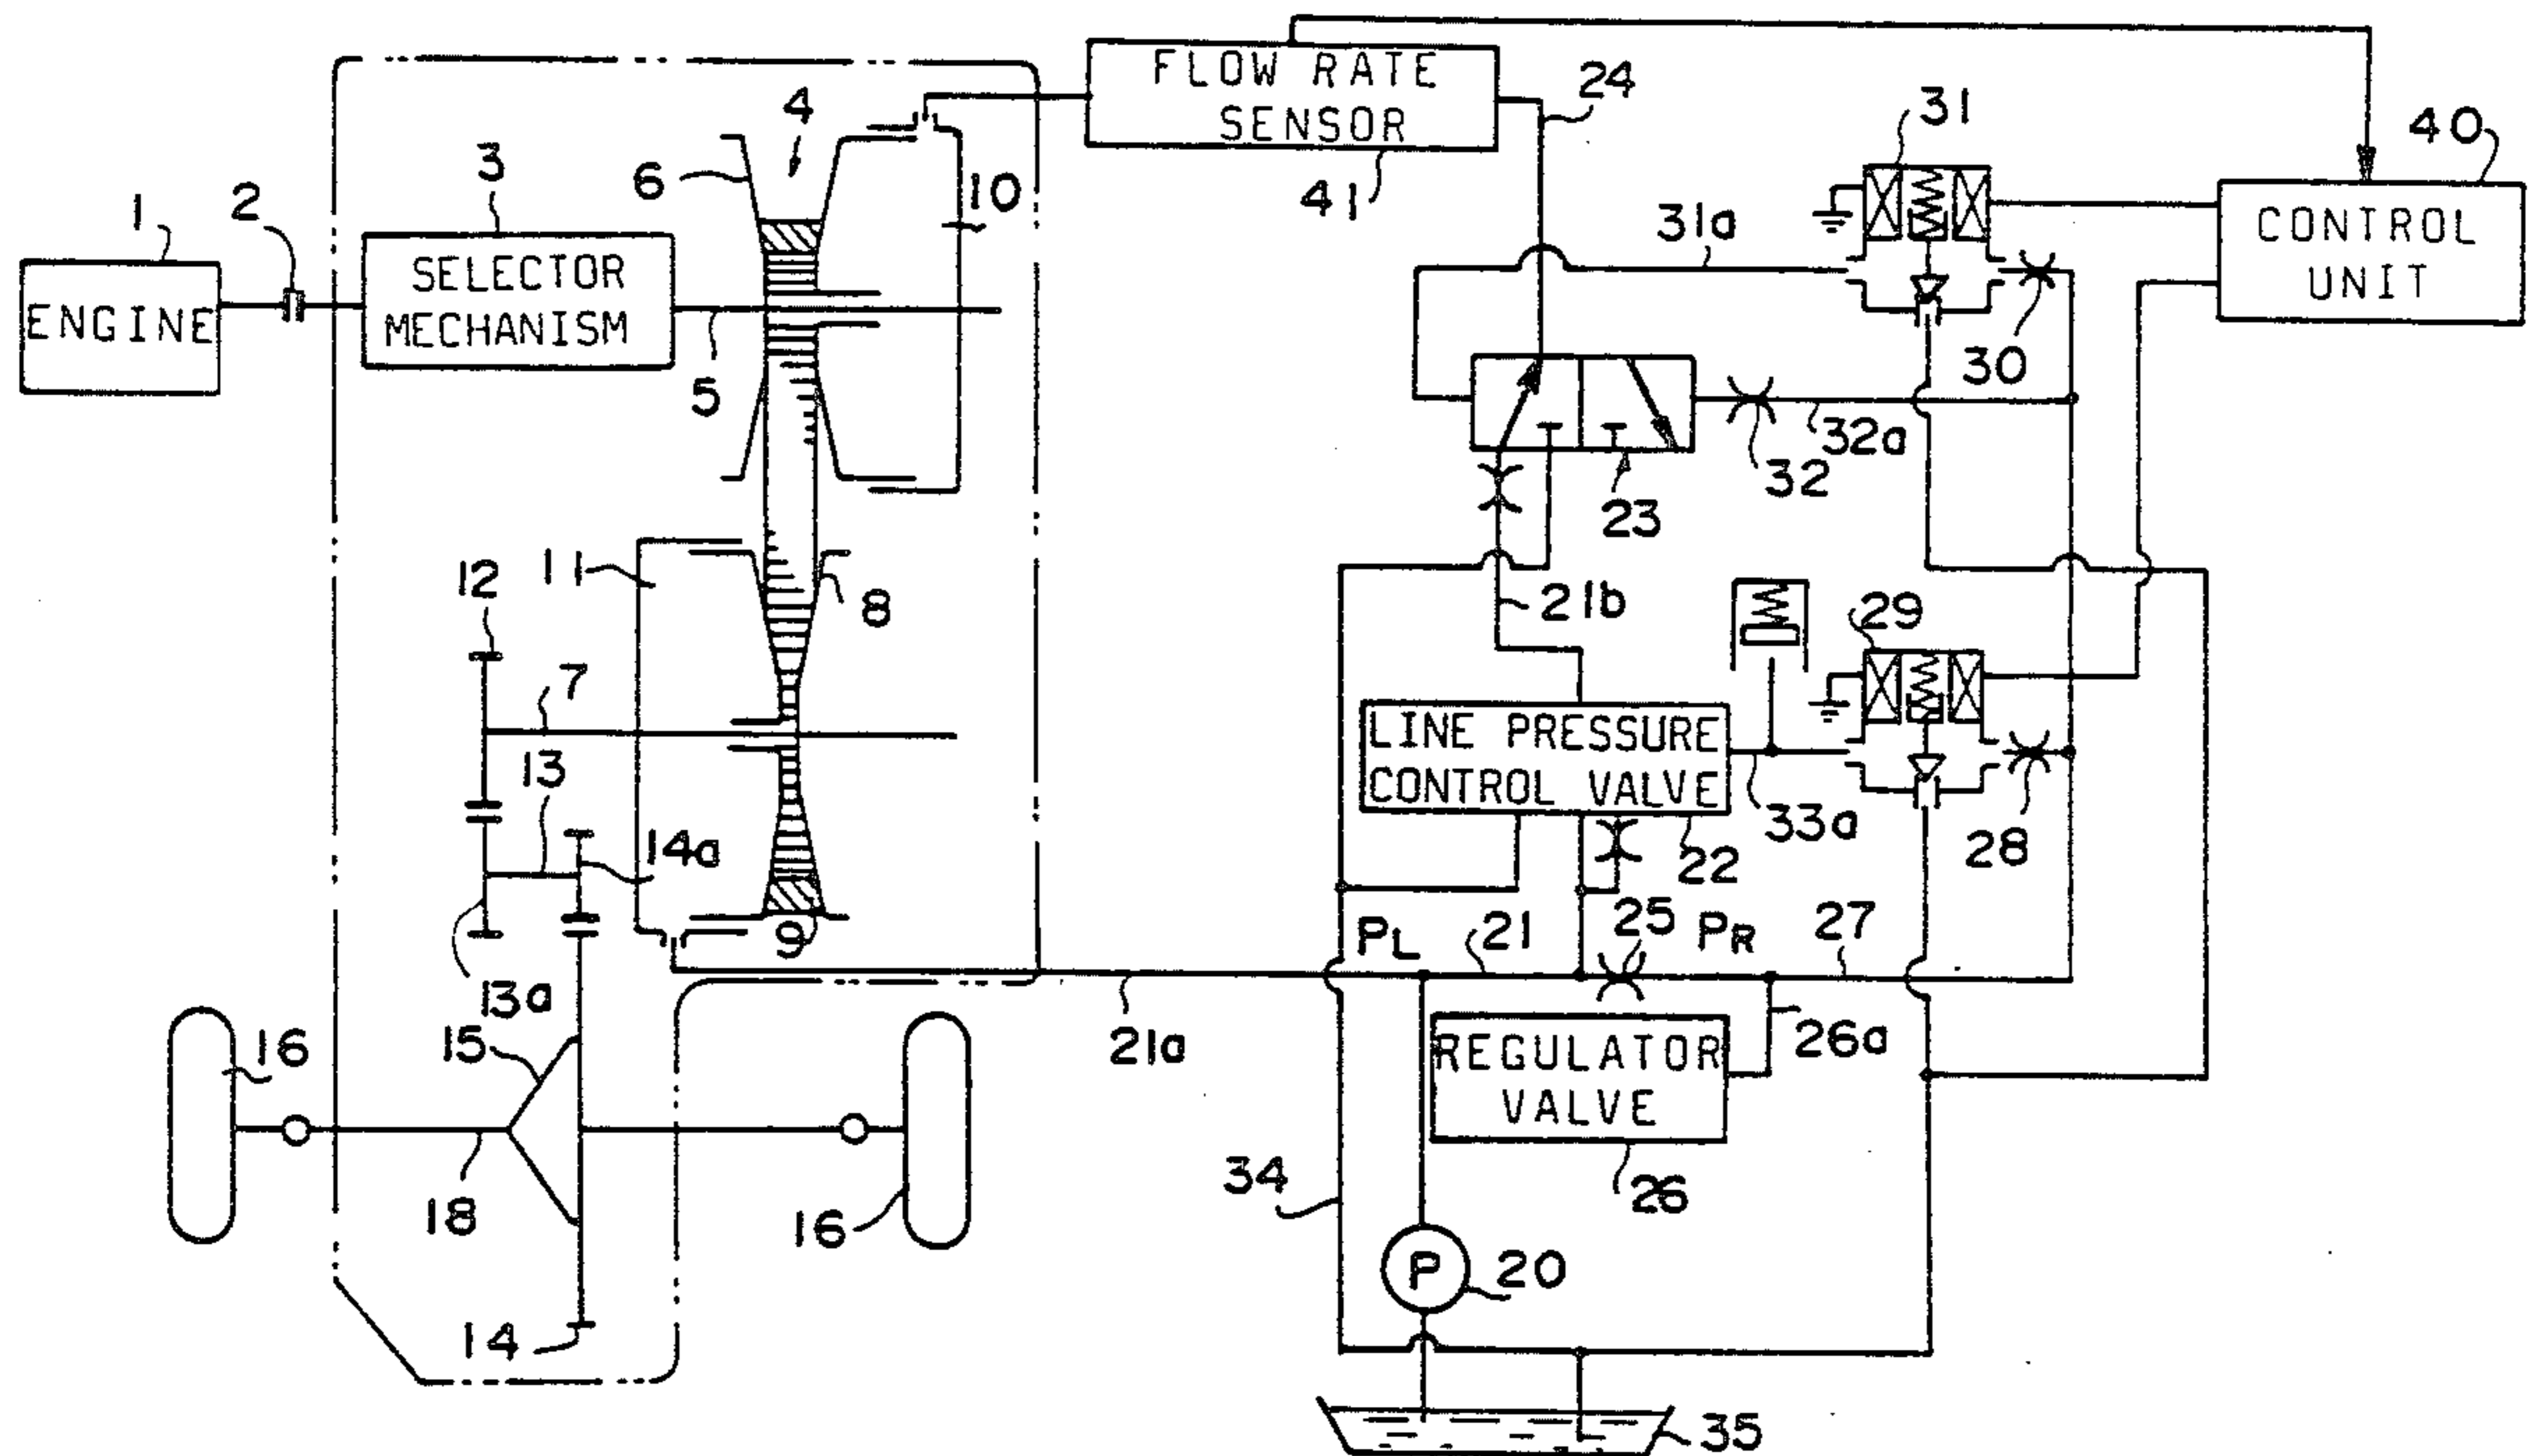 FLOW RATE
SENSOR
24
31
40
4
3
6
10
41
2
1
31a
CONTROL
UNIT
SELECTOR
MECHANISM
ENGINE
5
30
32a
32
23
12
11
8
21b
29
7
LINE PRESSURE
CONTROL VALVE
13
33a
14a
22
28
9
PL
21
25
PR
27
13a
16
15
21a
REGULATOR
VALVE
26a
18
16
34
26
P
20
14
35